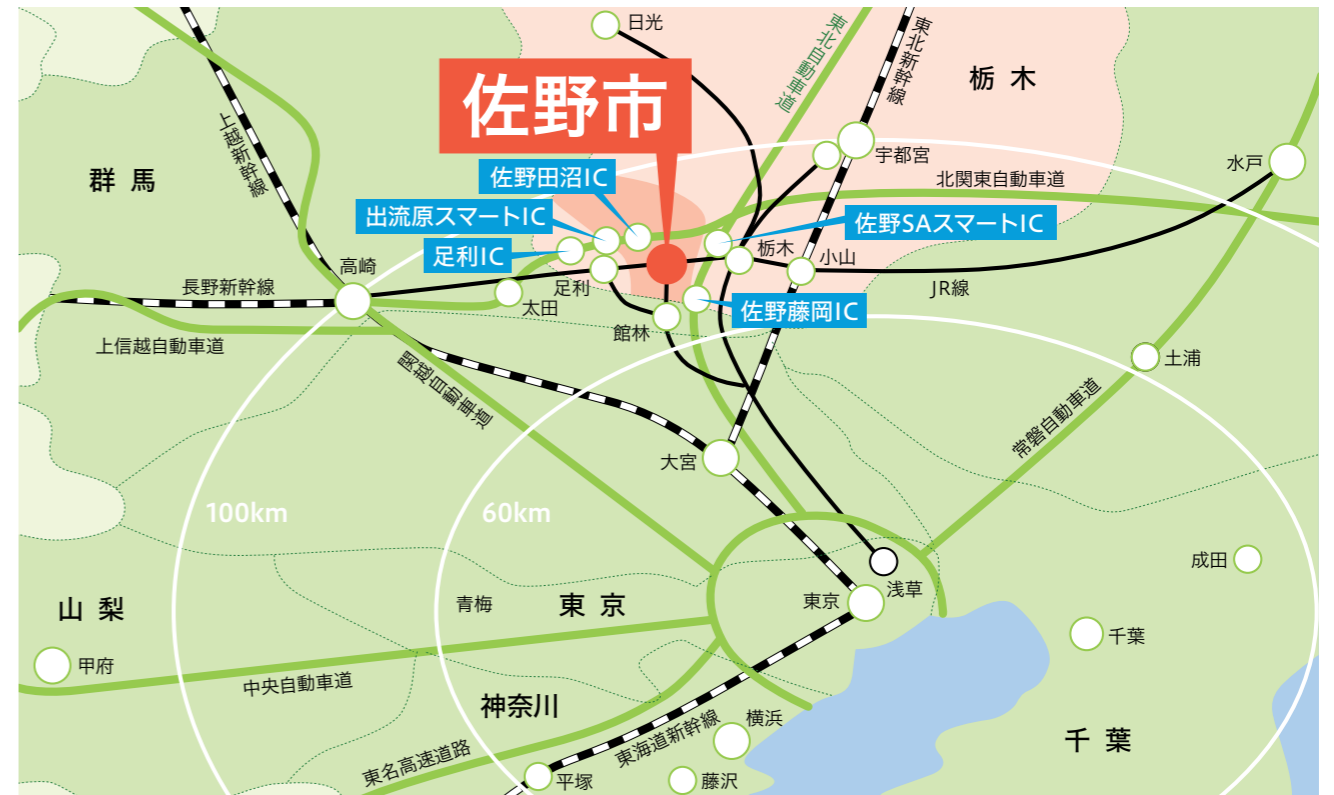 日光
東北自動車道
東北新幹線
栃木
佐野市
上越新幹線
群馬
佐野田沼IC
宇都宮
水戸
北関東自動車道
出流原スマートIC
佐野SAスマートIC
足利IC
栃木
小山
高崎
長野新幹線
足利
太田
JR線
佐野藤岡IC
館林
上信越自動車道
関越自動車道
土浦
常磐自動車道
大宮
100km
60km
成田
浅草
東京
青梅
東京
山梨
千葉
甲府
中央自動車道
神奈川
横浜
東海道新幹線
千葉
東名高速道路
平塚
藤沢